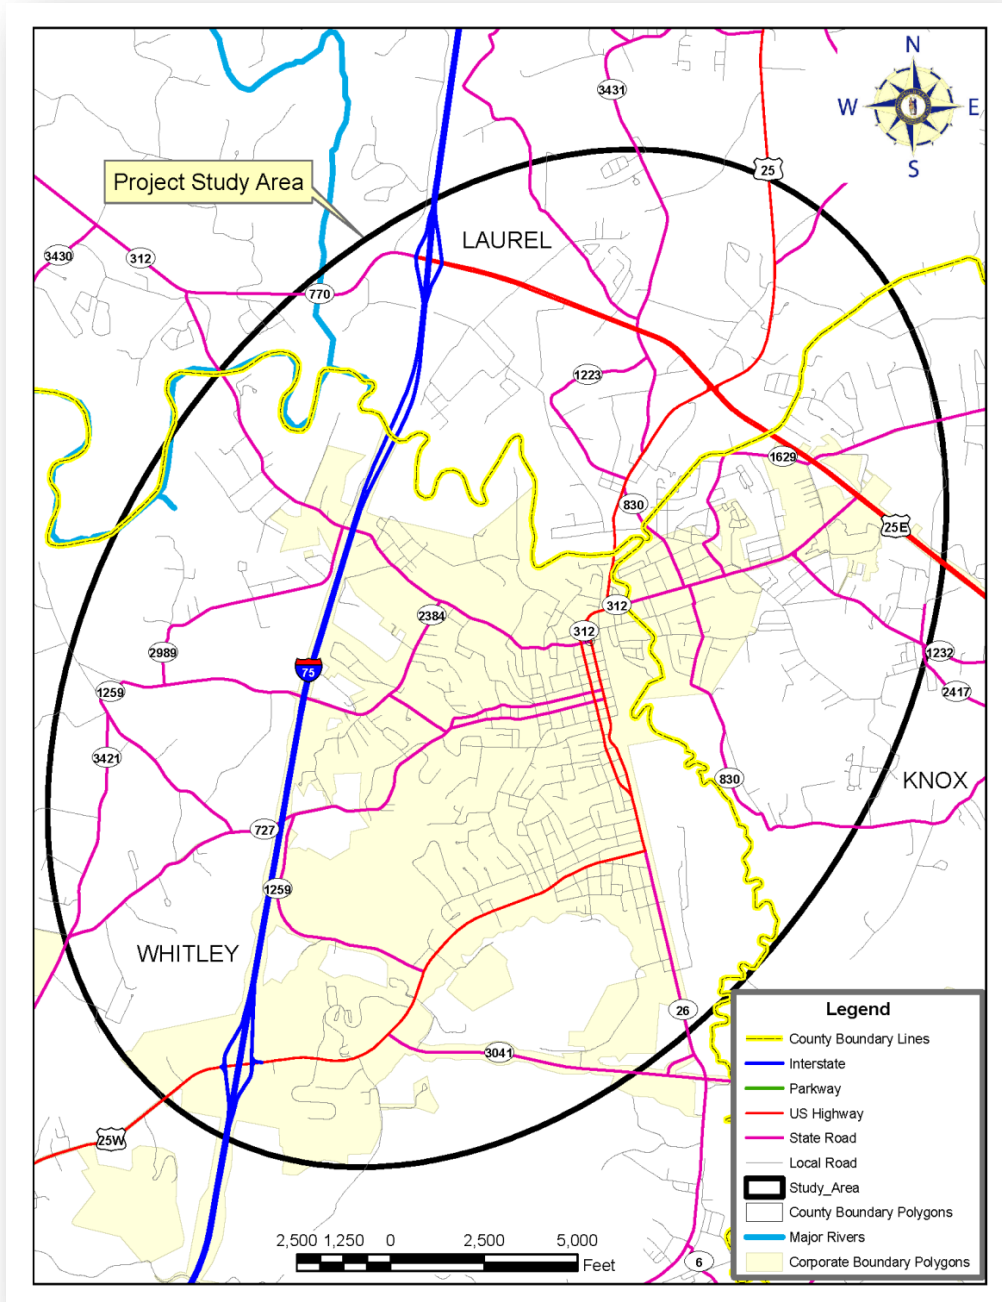 N
W
E
S
3431
25
Project Study Area
LAUREL
3430
312
770
1223
1629
830
25E
312
2384
312
2989
1232
75
1259
2417
3421
830
KNOX
727
1259
WHITLEY
26
3041
25W
6
2,500 1,250 0 2,500 5,000
Feet
Legend
County Boundary Lines
Interstate
Parkway
US Highway
State Road
Local Road
Study_Area
County Boundary Polygons
Major Rivers
Corporate Boundary Polygons